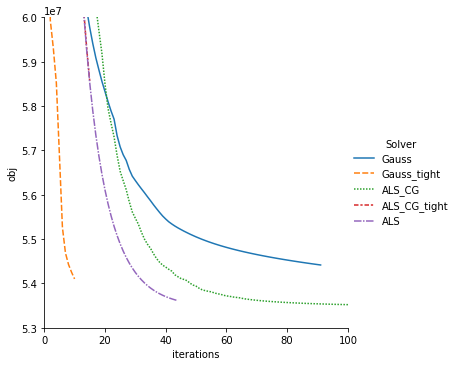 1e7
6.0
5.9
5.8
5.7
5.6
5.5
5.4
5.3
obj
0 20 40 60 80 100
iterations
Solver
Gauss
Gauss_tight
ALS_CG
ALS_CG_tight
ALS